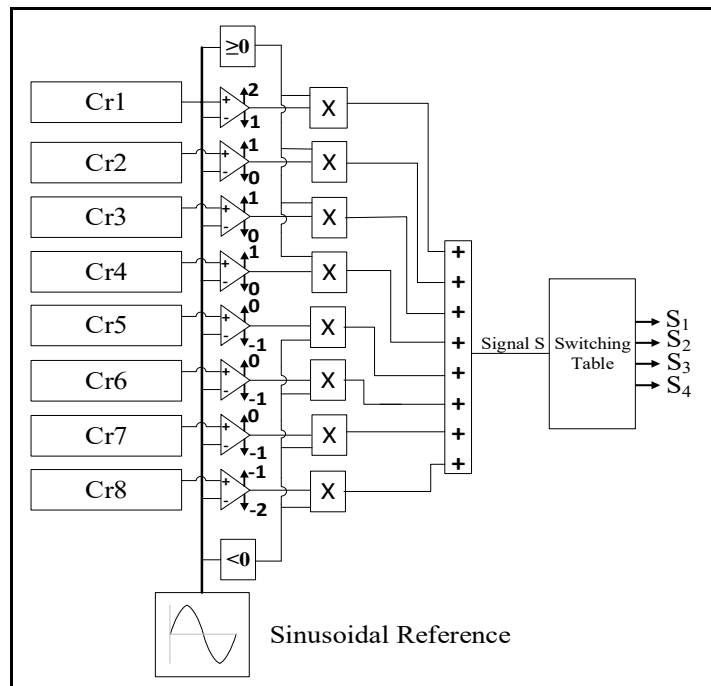 ≥0
Cr1
+
-
2
1
X
Cr2
+
-
1
0
X
Cr3
+
-
1
0
X
Cr4
+
-
1
0
X
Cr5
+
-
0
-1
X
Cr6
+
-
0
-1
X
Cr7
+
-
0
-1
X
Cr8
+
-
-1
-2
X
+
+
+
+
+
+
+
+
Signal S
Switching
Table
S1
S2
S3
S4
<0
Sinusoidal Reference